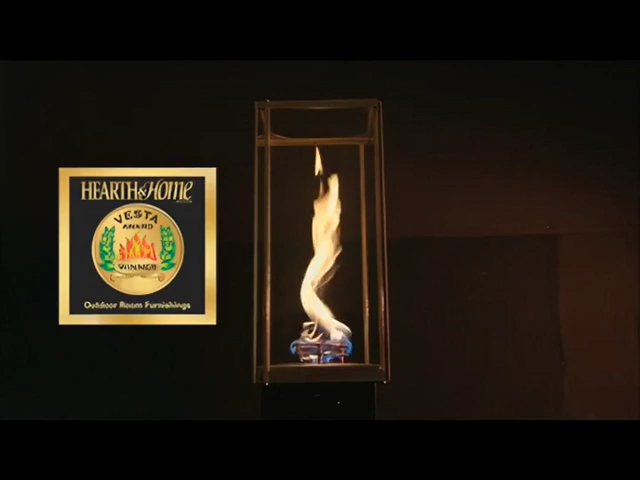 HEARTH & HOME
VESTA
AWARD
WINNER
Outdoor Room Furnishings